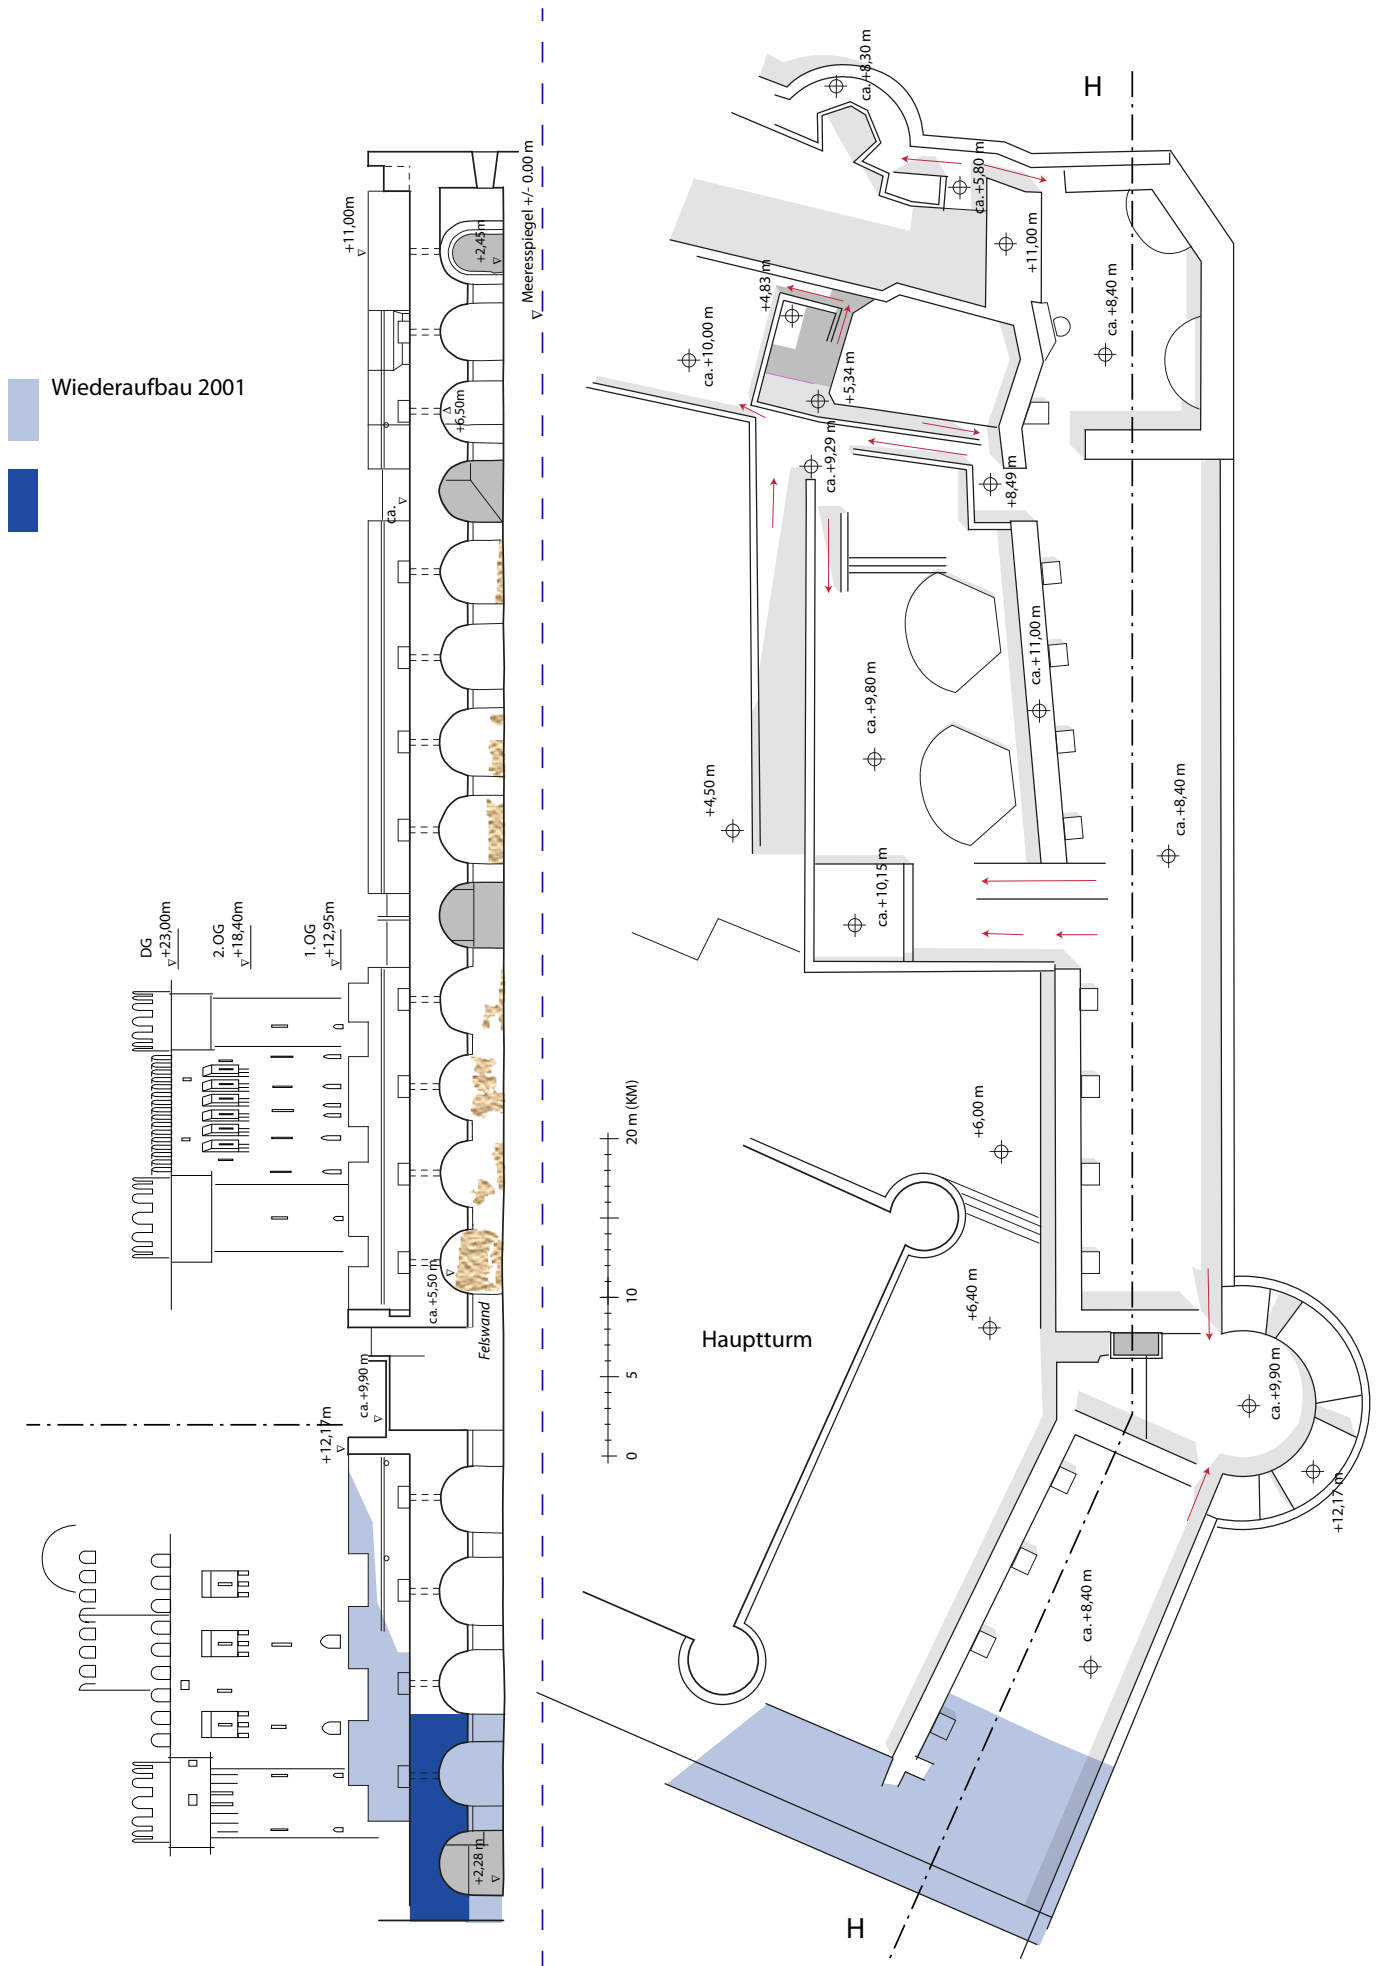 H
ca. +8,30 m
ca. +5,80 m
+11,00 m
+11,00m
+2,45m
Meeresspiegel +/- 0.00 m
+4,83 m
ca. +10,00 m
ca. +8,40 m
Wiederaufbau 2001
+6,50m
+5,34 m
ca. +9,29 m
+8,49 m
ca.
ca. +11,00 m
ca. +9,80 m
+4,50 m
ca. +8,40 m
ca. +10,15 m
DG
+23,00m
2. OG
+18,40m
1. OG
+12,95m
20 m (KM)
+6,00 m
ca. +5,50 m
10
+6,40 m
Felswand
Hauptturm
5
ca. +9,90 m
ca. +9,90 m
+12,17m
0
+12,17 m
ca. +8,40 m
+2,28 m
H